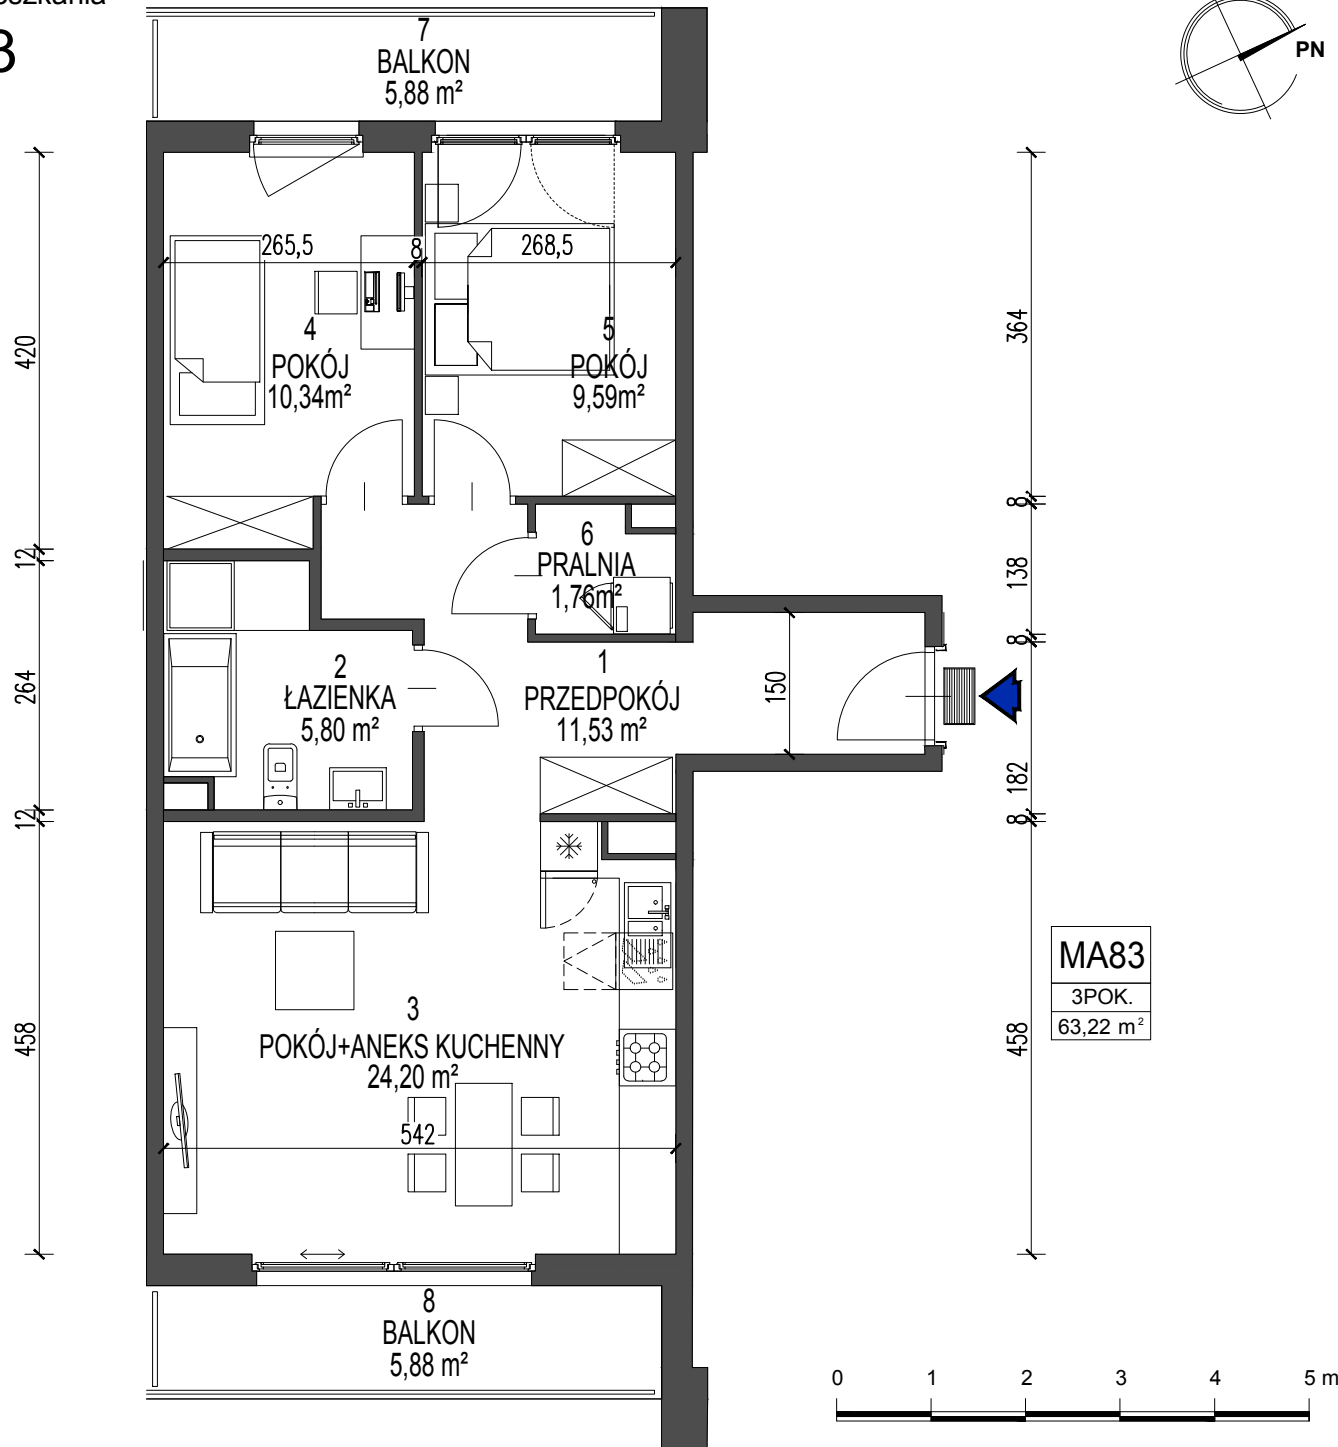 7
BALKON
5,88 m²
PN
265,5
8
268,5
4
POKÓJ
10,34m²
5
POKÓJ
9,59m²
420
364
12
8
6
PRALNIA
1,76m²
138
8
264
2
ŁAZIENKA
5,80 m²
1
PRZEDPOKÓJ
11,53 m²
150
182
12
8
3
POKÓJ+ANEKS KUCHENNY
24,20 m²
458
458
542
MA83
3POK.
63,22 m²
8
BALKON
5,88 m²
0 1 2 3 4 5 m